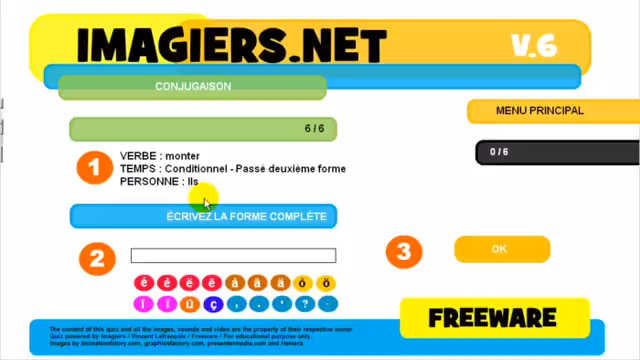 IMAGIERS.NET
V.6
CONJUGAISON
MENU PRINCIPAL
6 / 6
0 / 6
1
VERBE : monter
TEMPS : Conditionnel - Passé deuxième forme
PERSONNE : Ils
ÉCRIVEZ LA FORME COMPLÈTE
2
3
OK
FREEWARE
The content of this quiz and all the images, sounds and video are the property of their respective owner.
Quiz powered by Imagiers / Vincent Lefrançois / For educational purpose only.
Images by Animationfactory.com, graphicsfactory.com, presentermedia.com and Hemera.